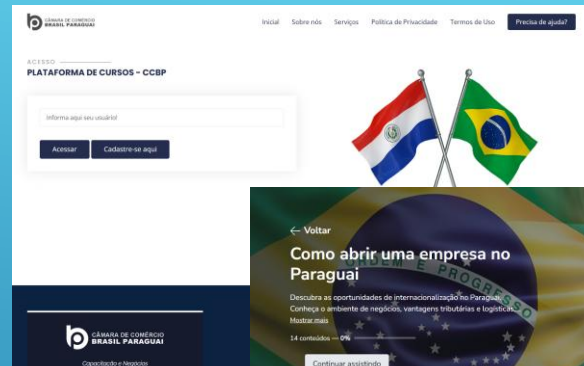 CÂMARA DE COMÉRCIO
BRASIL PARAGUAI
Inicial Sobre nós Serviços Política de Privacidade Termos de Uso Precisa de ajuda?
ACESSO
PLATAFORMA DE CURSOS - CCBP
Informa aqui seu usuário!
Acessar Cadastre-se aqui
← Voltar
Como abrir uma empresa no
Paraguai
ORDEM E PROGRESSO
Descubra as oportunidades de internacionalização no Paraguai.
Conheça o ambiente de negócios, vantagens tributárias e logísticas.
Mostrar mais
14 conteúdos — 0%
Continuar assistindo
CÂMARA DE COMÉRCIO
BRASIL PARAGUAI
Capacitação e Negócios